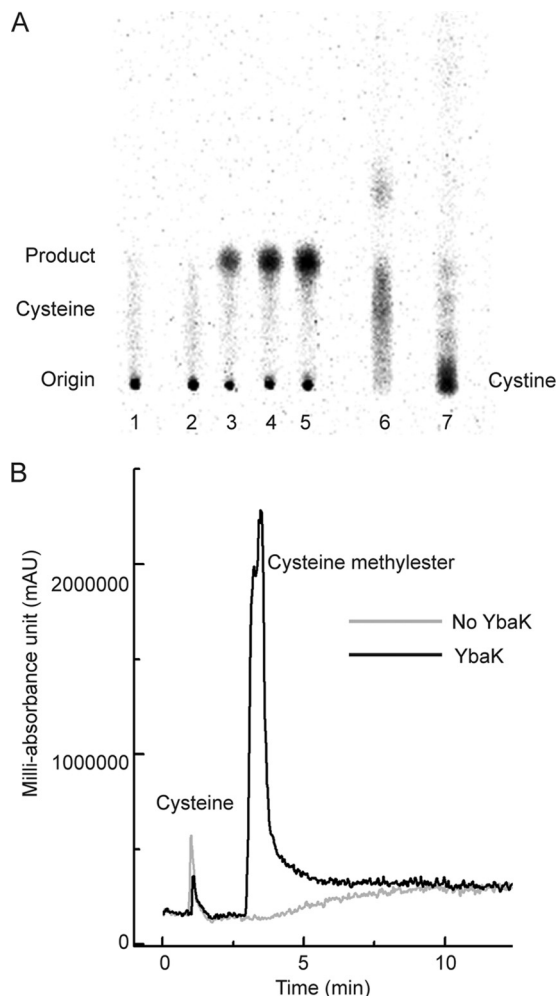 A
Product
Cysteine
Origin
Cystine
1 2 3 4 5 6 7
B
Milli-absorbance unit (mAU)
2000000
1000000
0
Cysteine methylester
No YbaK
YbaK
Cysteine
0 5 10
Time (min)